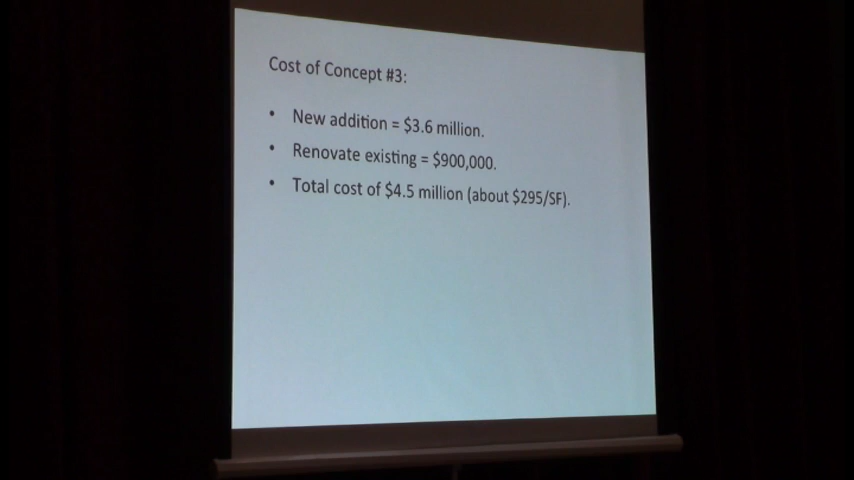 Cost of Concept #3:
• New addition = $3.6 million.
• Renovate existing = $900,000.
• Total cost of $4.5 million (about $295/SF).